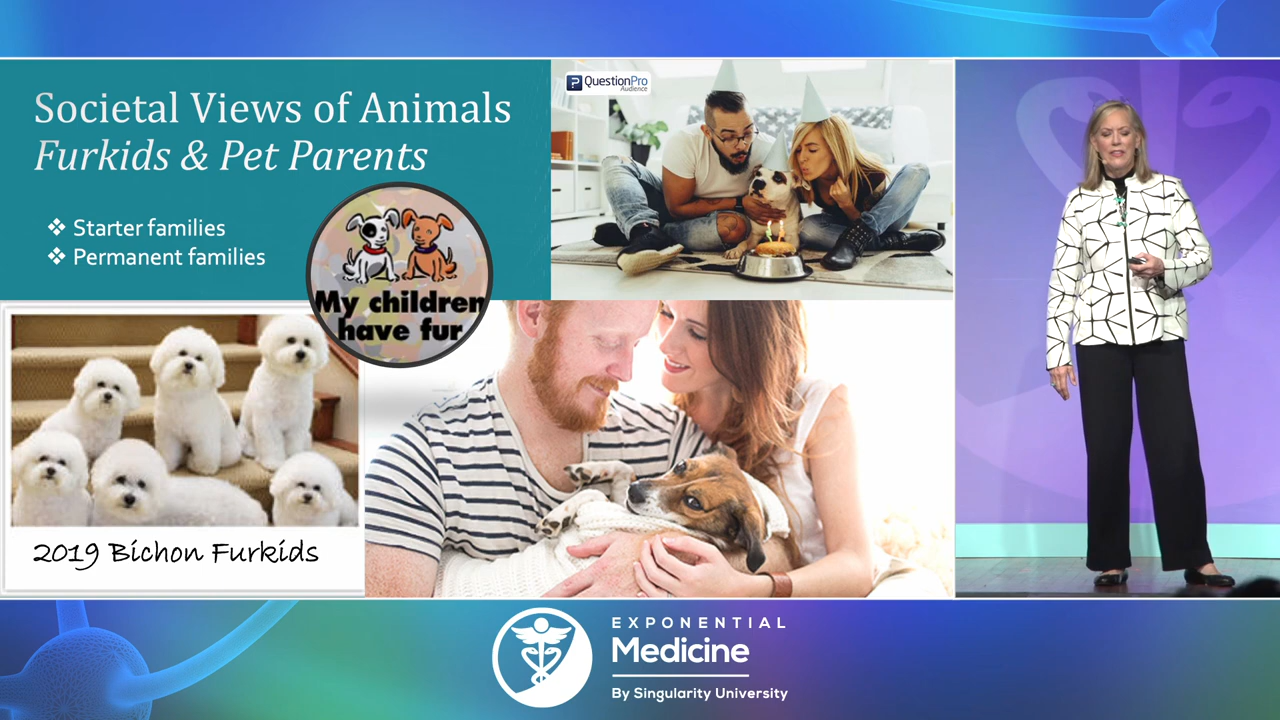 Societal Views of Animals
Furkids & Pet Parents
❖ Starter families
❖ Permanent families
My children
have fur
?
QuestionPro
Audience
2019 Bichon Furkids
EXPONENTIAL
Medicine
By Singularity University